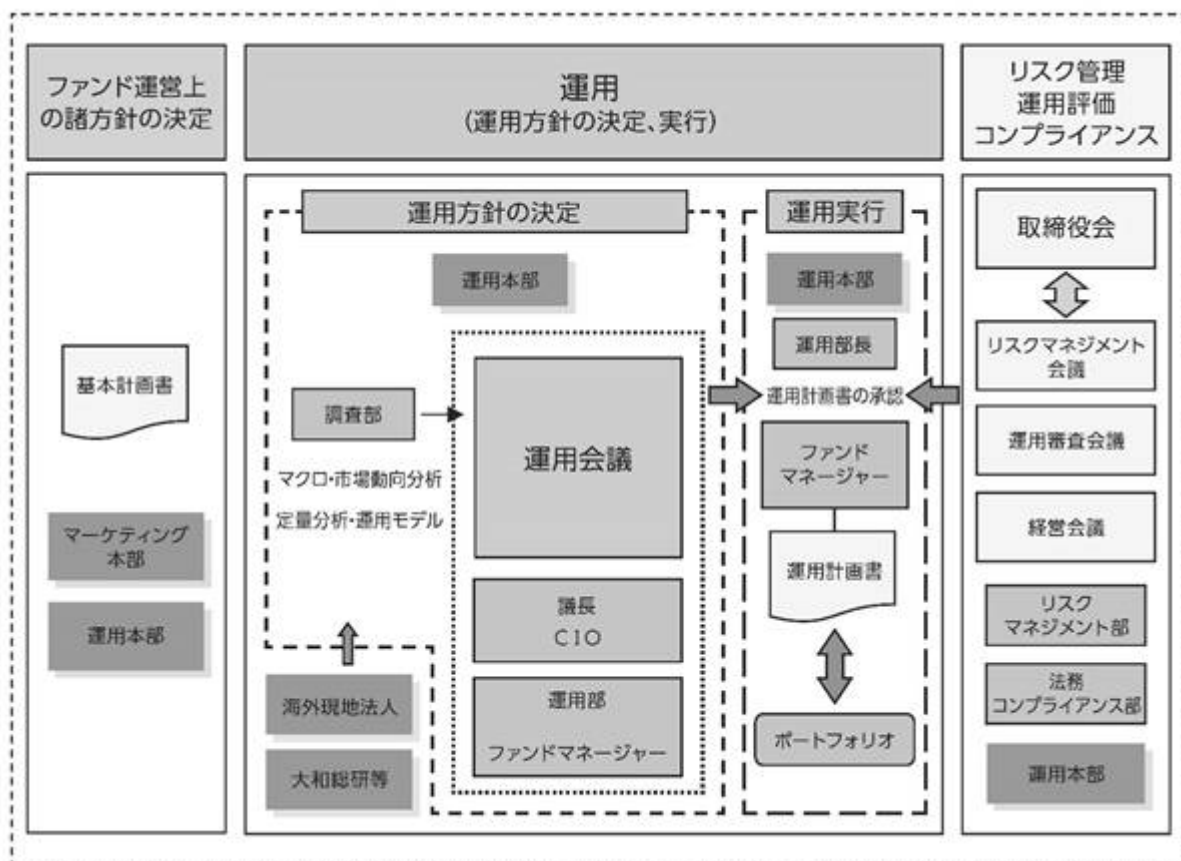 ファンド運営上
の諸方針の決定
運用
(運用方針の決定、実行)
リスク管理
運用評価
コンプライアンス
基本計画書
マーケティング
本部
運用本部
運用方針の決定
運用本部
調査部
マクロ・市場動向分析
定量分析・運用モデル
海外現地法人
大和総研等
運用会議
議長
CIO
運用部
ファンドマネージャー
運用実行
運用本部
運用部長
運用計画書の承認
ファンド
マネージャー
運用計画書
ポートフォリオ
取締役会
リスクマネジメント
会議
運用審査会議
経営会議
リスク
マネジメント部
法務
コンプライアンス部
運用本部